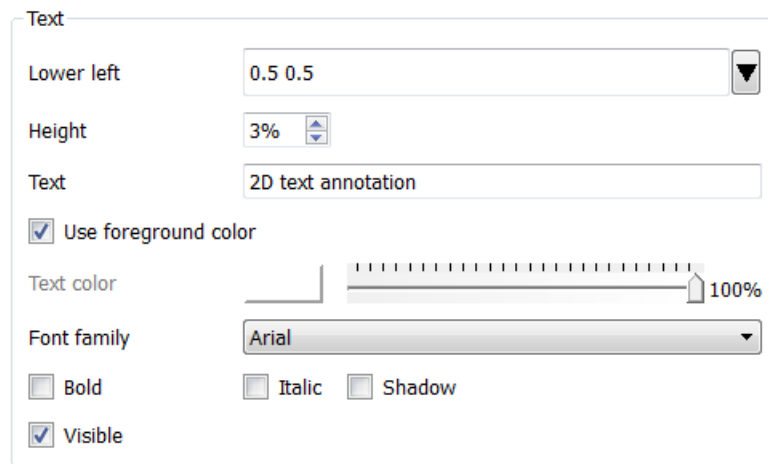 Text
Lower left 0.5 0.5
Height 3%
Text 2D text annotation
Use foreground color
Text color 100%
Font family Arial
Bold Italic Shadow
Visible